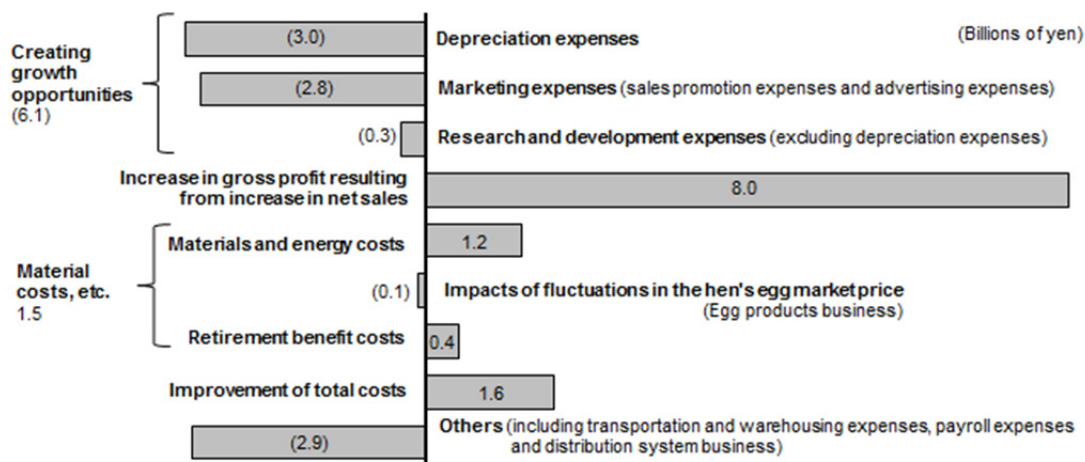 (3.0)
Depreciation expenses
(Billions of yen)
Creating
growth
opportunities
(6.1)
(2.8)
Marketing expenses (sales promotion expenses and advertising expenses)
(0.3)
Research and development expenses (excluding depreciation expenses)
Increase in gross profit resulting
from increase in net sales
8.0
Materials and energy costs
1.2
Material
costs, etc.
1.5
(0.1)
Impacts of fluctuations in the hen's egg market price
(Egg products business)
Retirement benefit costs
0.4
Improvement of total costs
1.6
(2.9)
Others (including transportation and warehousing expenses, payroll expenses
and distribution system business)